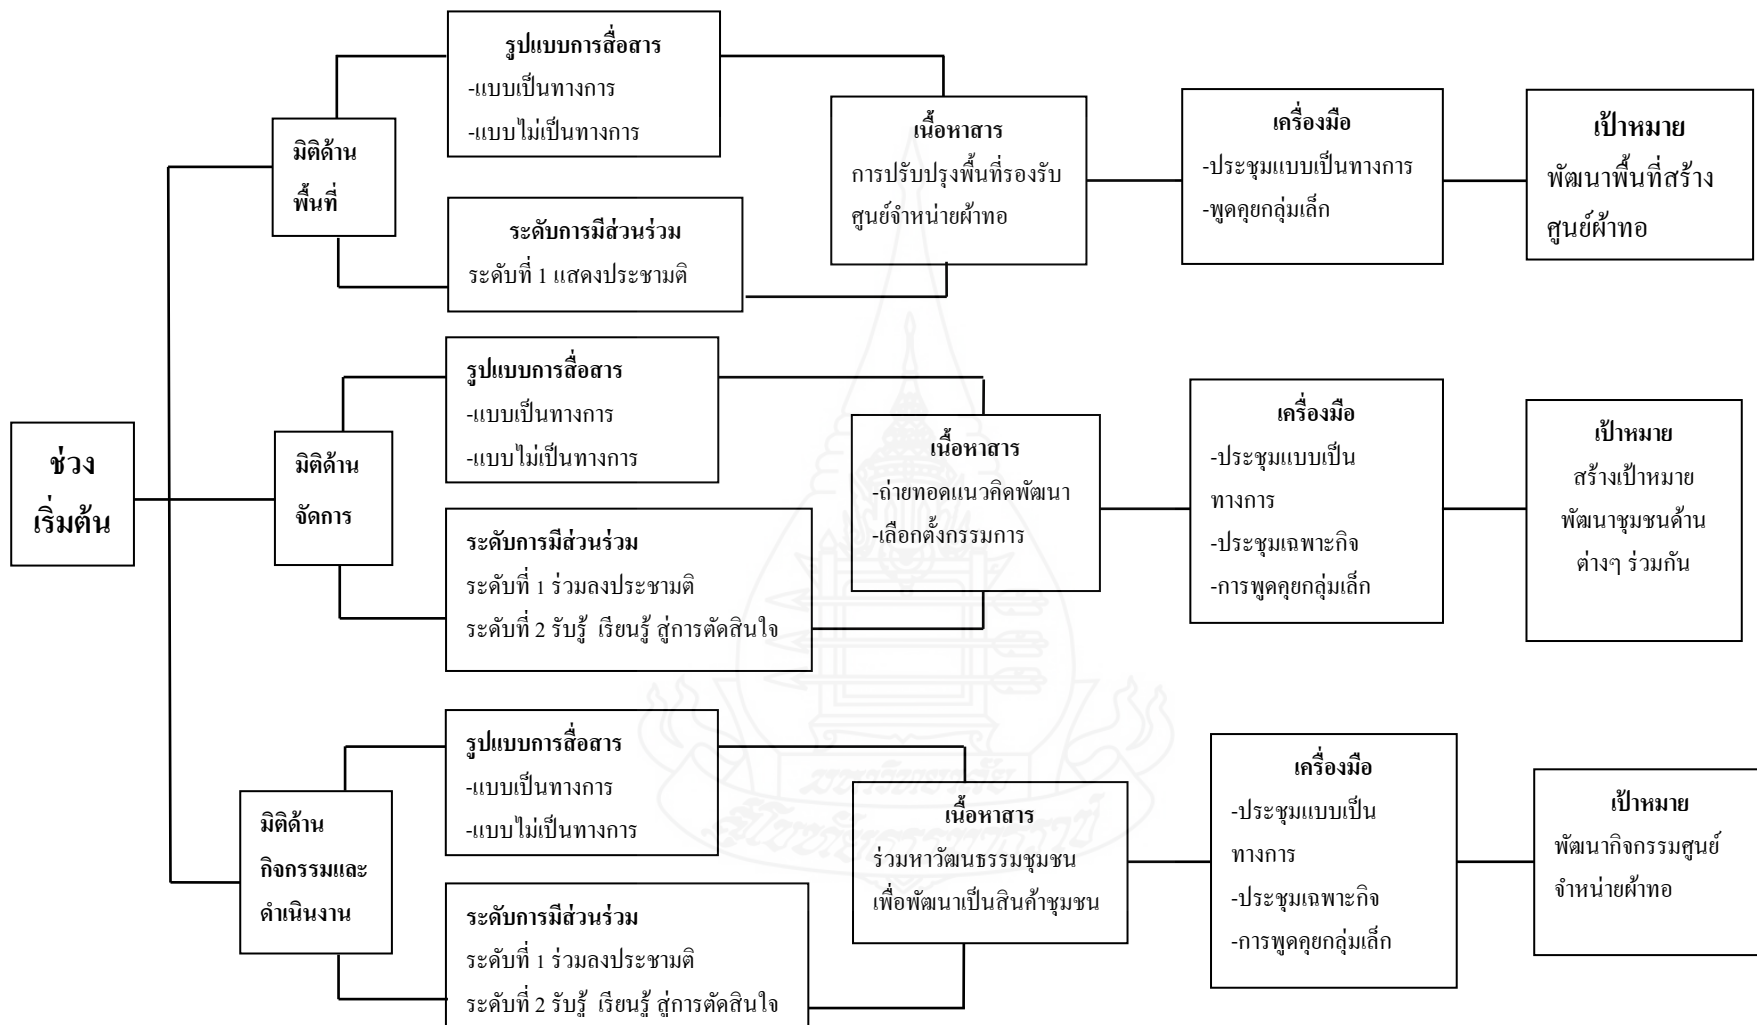 ช่วง
เริ่มต้น
มิติด้าน
พื้นที่
รูปแบบการสื่อสาร
-แบบเป็นทางการ
-แบบไม่เป็นทางการ
ระดับการมีส่วนร่วม
ระดับที่ 1 แสดงประชามติ
เนื้อหาสาร
การปรับปรุงพื้นที่รองรับ
ศูนย์จำหน่ายผ้าทอ
เครื่องมือ
-ประชุมแบบเป็นทางการ
-พูดคุยกลุ่มเล็ก
เป้าหมาย
พัฒนาพื้นที่สร้าง
ศูนย์ผ้าทอ
มิติด้าน
จัดการ
รูปแบบการสื่อสาร
-แบบเป็นทางการ
-แบบไม่เป็นทางการ
ระดับการมีส่วนร่วม
ระดับที่ 1 ร่วมลงประชามติ
ระดับที่ 2 รับรู้ เรียนรู้ สู่การตัดสินใจ
เนื้อหาสาร
-ถ่ายทอดแนวคิดพัฒนา
-เลือกตั้งกรรมการ
เครื่องมือ
-ประชุมแบบเป็น
ทางการ
-ประชุมเฉพาะกิจ
-การพูดคุยกลุ่มเล็ก
เป้าหมาย
สร้างเป้าหมาย
พัฒนาชุมชนด้าน
ต่างๆ ร่วมกัน
มิติด้าน
กิจกรรมและ
ดำเนินงาน
รูปแบบการสื่อสาร
-แบบเป็นทางการ
-แบบไม่เป็นทางการ
ระดับการมีส่วนร่วม
ระดับที่ 1 ร่วมลงประชามติ
ระดับที่ 2 รับรู้ เรียนรู้ สู่การตัดสินใจ
เนื้อหาสาร
ร่วมหาวัฒนธรรมชุมชน
เพื่อพัฒนาเป็นสินค้าชุมชน
เครื่องมือ
-ประชุมแบบเป็น
ทางการ
-ประชุมเฉพาะกิจ
-การพูดคุยกลุ่มเล็ก
เป้าหมาย
พัฒนากิจกรรมศูนย์
จำหน่ายผ้าทอ
มหาวิทยาลัย
สุโขทัยธรรมาธิราช